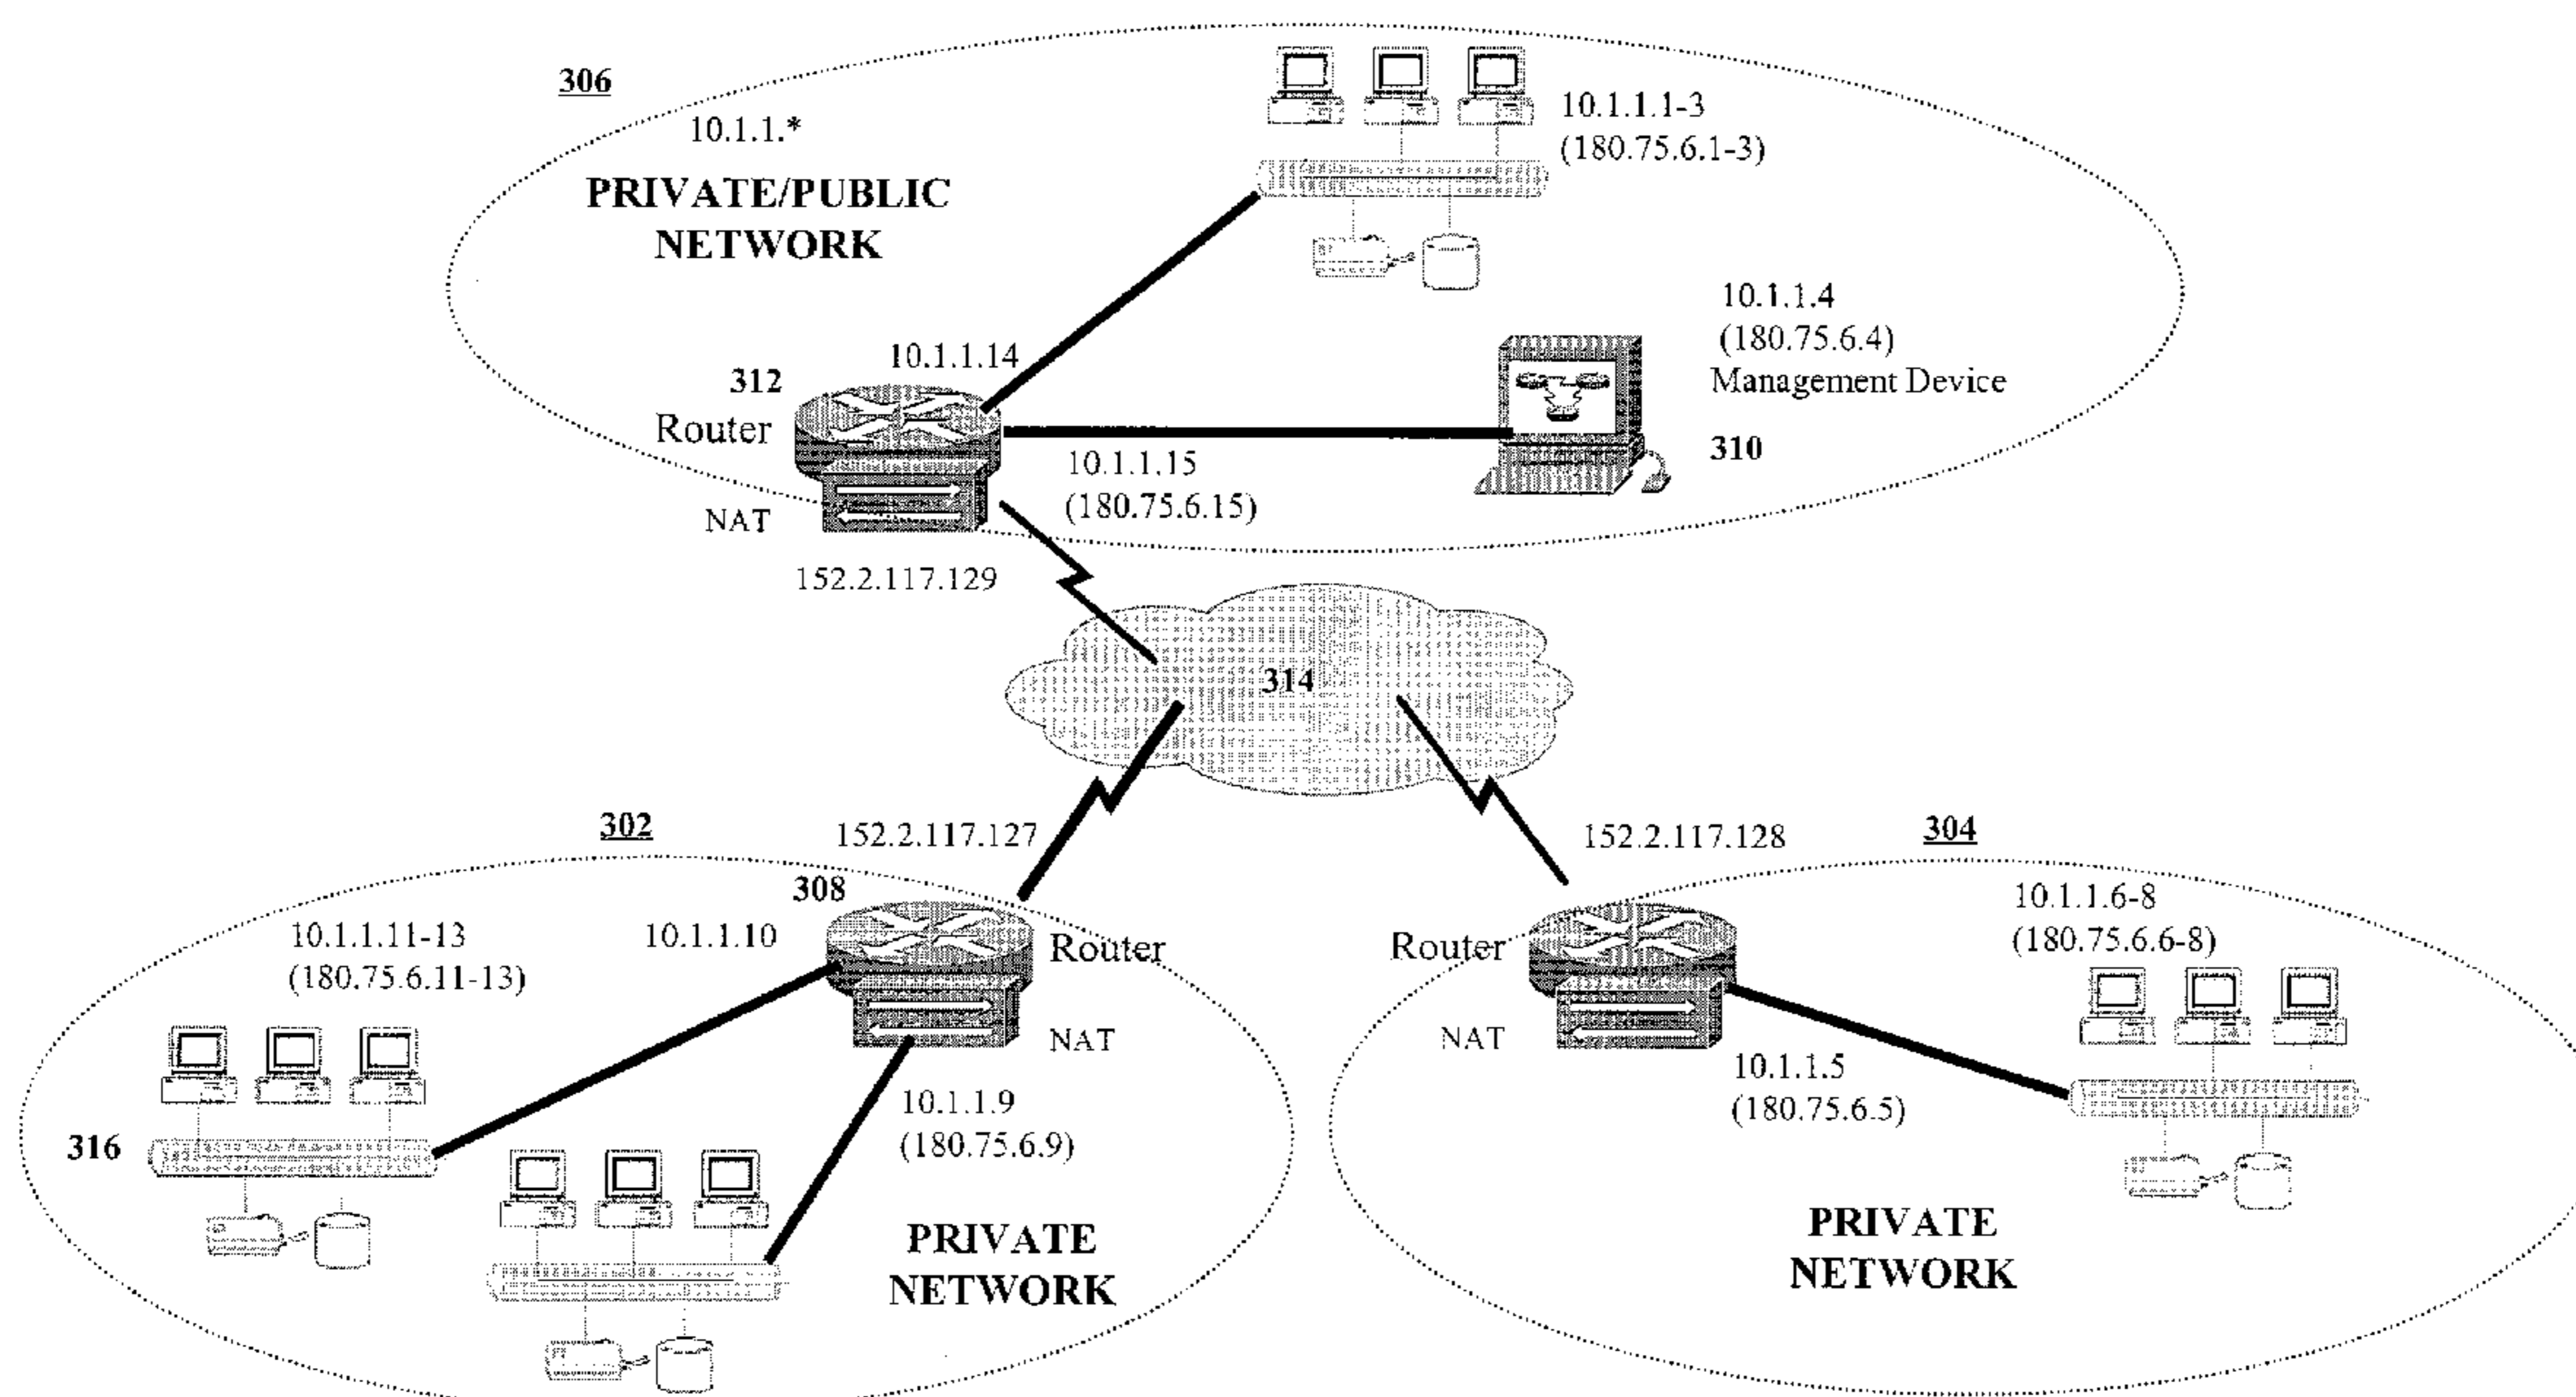 306
10.1.1.*
PRIVATE/PUBLIC
NETWORK
10.1.1.1-3
(180.75.6.1-3)
10.1.1.4
(180.75.6.4)
Management Device
310
10.1.1.14
312
Router
NAT
10.1.1.15
(180.75.6.15)
152.2.117.129
314
302
152.2.117.127
308
10.1.1.11-13
(180.75.6.11-13)
10.1.1.10
Router
NAT
316
10.1.1.9
(180.75.6.9)
PRIVATE
NETWORK
152.2.117.128
304
Router
NAT
10.1.1.6-8
(180.75.6.6-8)
10.1.1.5
(180.75.6.5)
PRIVATE
NETWORK